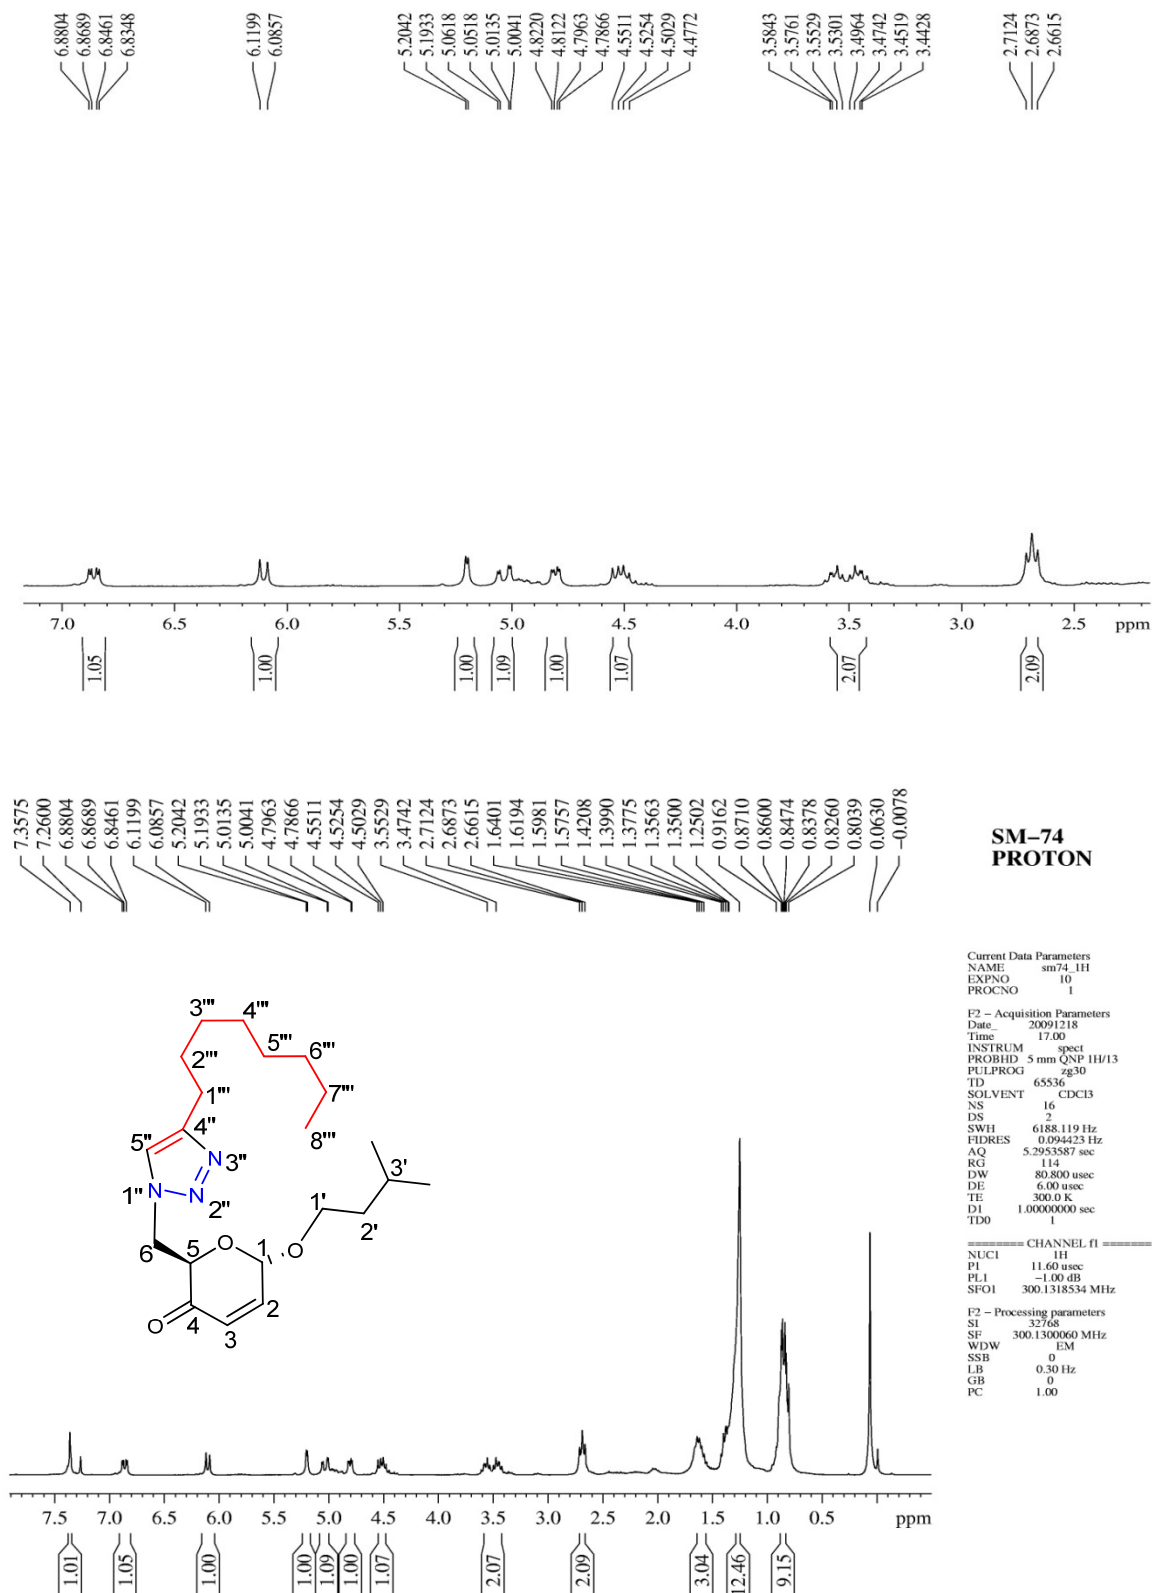 6.8804
6.8689
6.8461
6.8348
6.1199
6.0857
5.2042
5.1933
5.0618
5.0518
5.0135
5.0041
4.8220
4.8122
4.7963
4.7866
4.5511
4.5254
4.5029
4.4772
3.5843
3.5761
3.5529
3.5301
3.4964
3.4742
3.4519
3.4428
2.7124
2.6873
2.6615
7.0 6.5 6.0 5.5 5.0 4.5 4.0 3.5 3.0 2.5 ppm
1.05
1.00
1.00
1.09
1.00
1.07
2.07
2.09
7.3575
7.2600
6.8804
6.8689
6.8461
6.1199
6.0857
5.2042
5.1933
5.0135
5.0041
4.7963
4.7866
4.5511
4.5254
4.5029
3.5529
3.4742
2.7124
2.6873
2.6615
1.6401
1.6194
1.5981
1.5757
1.4208
1.3990
1.3775
1.3563
1.3500
1.2502
0.9162
0.8710
0.8600
0.8474
0.8378
0.8260
0.8039
0.0630
−0.0078
SM−74
PROTON
Current Data Parameters
NAME sm74_1H
EXPNO 10
PROCNO 1
F2 − Acquisition Parameters
Date_ 20091218
Time 17.00
INSTRUM spect
PROBHD 5 mm QNP 1H/13
PULPROG zg30
TD 65536
SOLVENT CDCl3
NS 16
DS 2
SWH 6188.119 Hz
FIDRES 0.094423 Hz
AQ 5.2953587 sec
RG 114
DW 80.800 usec
DE 6.00 usec
TE 300.0 K
D1 1.00000000 sec
TD0 1
======== CHANNEL f1 ========
NUC1 1H
P1 11.60 usec
PL1 −1.00 dB
SFO1 300.1318534 MHz
F2 − Processing parameters
SI 32768
SF 300.1300060 MHz
WDW EM
SSB 0
LB 0.30 Hz
GB 0
PC 1.00
3''' 4'''
2''' 5''' 6'''
1''' 7'''
8'''
4''
5'' N 3''
1'' N N 2''
3'
1'
2'
6 5 O 1 O
O 4 3 2
7.5 7.0 6.5 6.0 5.5 5.0 4.5 4.0 3.5 3.0 2.5 2.0 1.5 1.0 0.5 ppm
1.01
1.05
1.00
1.00
1.09
1.00
1.07
2.07
2.09
3.04
12.46
9.15